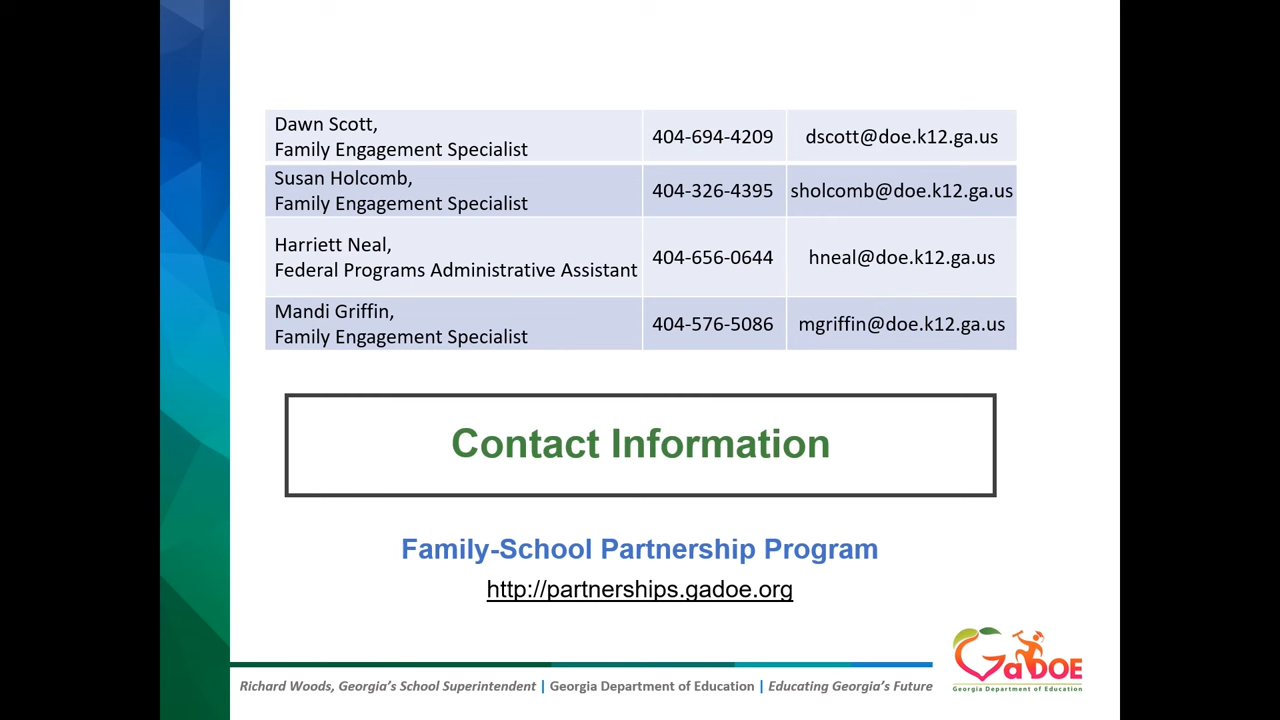 Dawn Scott,
Family Engagement Specialist
404-694-4209
dscott@doe.k12.ga.us
Susan Holcomb,
Family Engagement Specialist
404-326-4395
sholcomb@doe.k12.ga.us
Harriett Neal,
Federal Programs Administrative Assistant
404-656-0644
hneal@doe.k12.ga.us
Mandi Griffin,
Family Engagement Specialist
404-576-5086
mgriffin@doe.k12.ga.us
Contact Information
Family-School Partnership Program
http://partnerships.gadoe.org
Richard Woods, Georgia's School Superintendent | Georgia Department of Education | Educating Georgia's Future
GaDOE
Georgia Department of Education